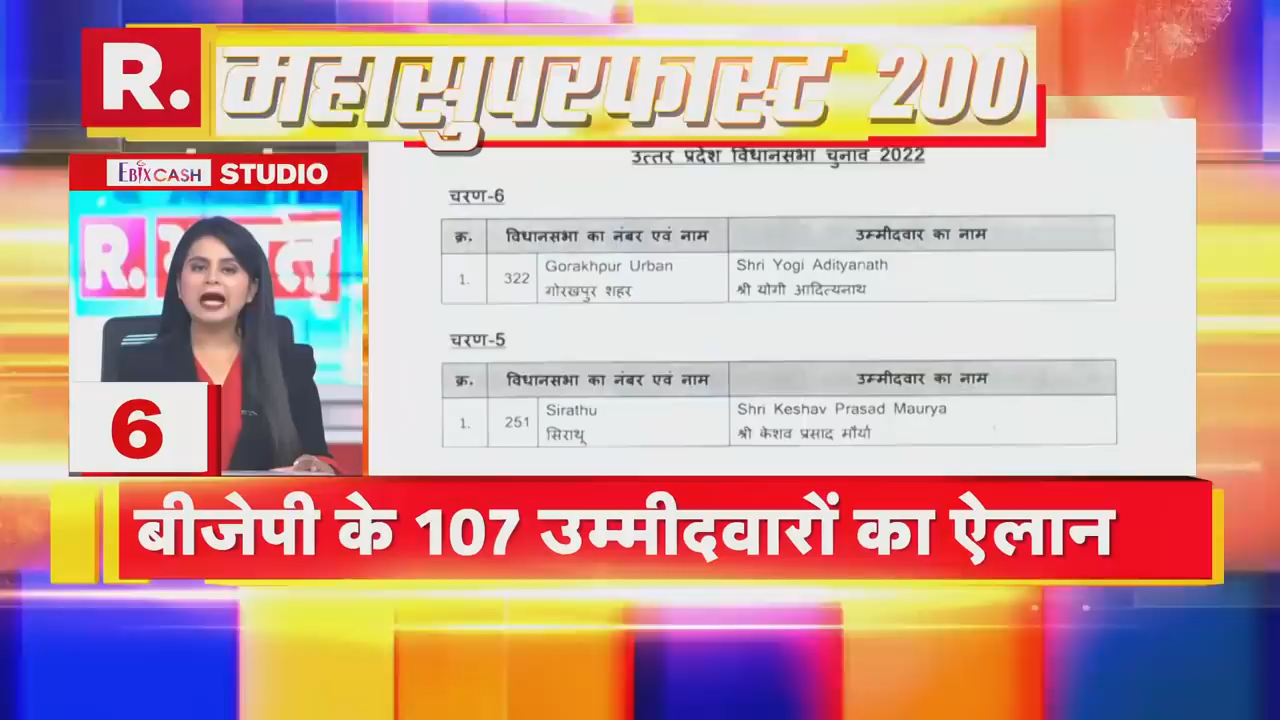 R. महासुपरफास्ट 200
EBIXCASH STUDIO
R. भारत
6
उत्तर प्रदेश विधानसभा चुनाव 2022
चरण-6
क्र. विधानसभा का नंबर एवं नाम उम्मीदवार का नाम
1. 322 Gorakhpur Urban Shri Yogi Adityanath
गोरखपुर शहर श्री योगी आदित्यनाथ
चरण-5
क्र. विधानसभा का नंबर एवं नाम उम्मीदवार का नाम
1. 251 Sirathu Shri Keshav Prasad Maurya
सिराथू श्री केशव प्रसाद मौर्या
बीजेपी के 107 उम्मीदवारों का ऐलान